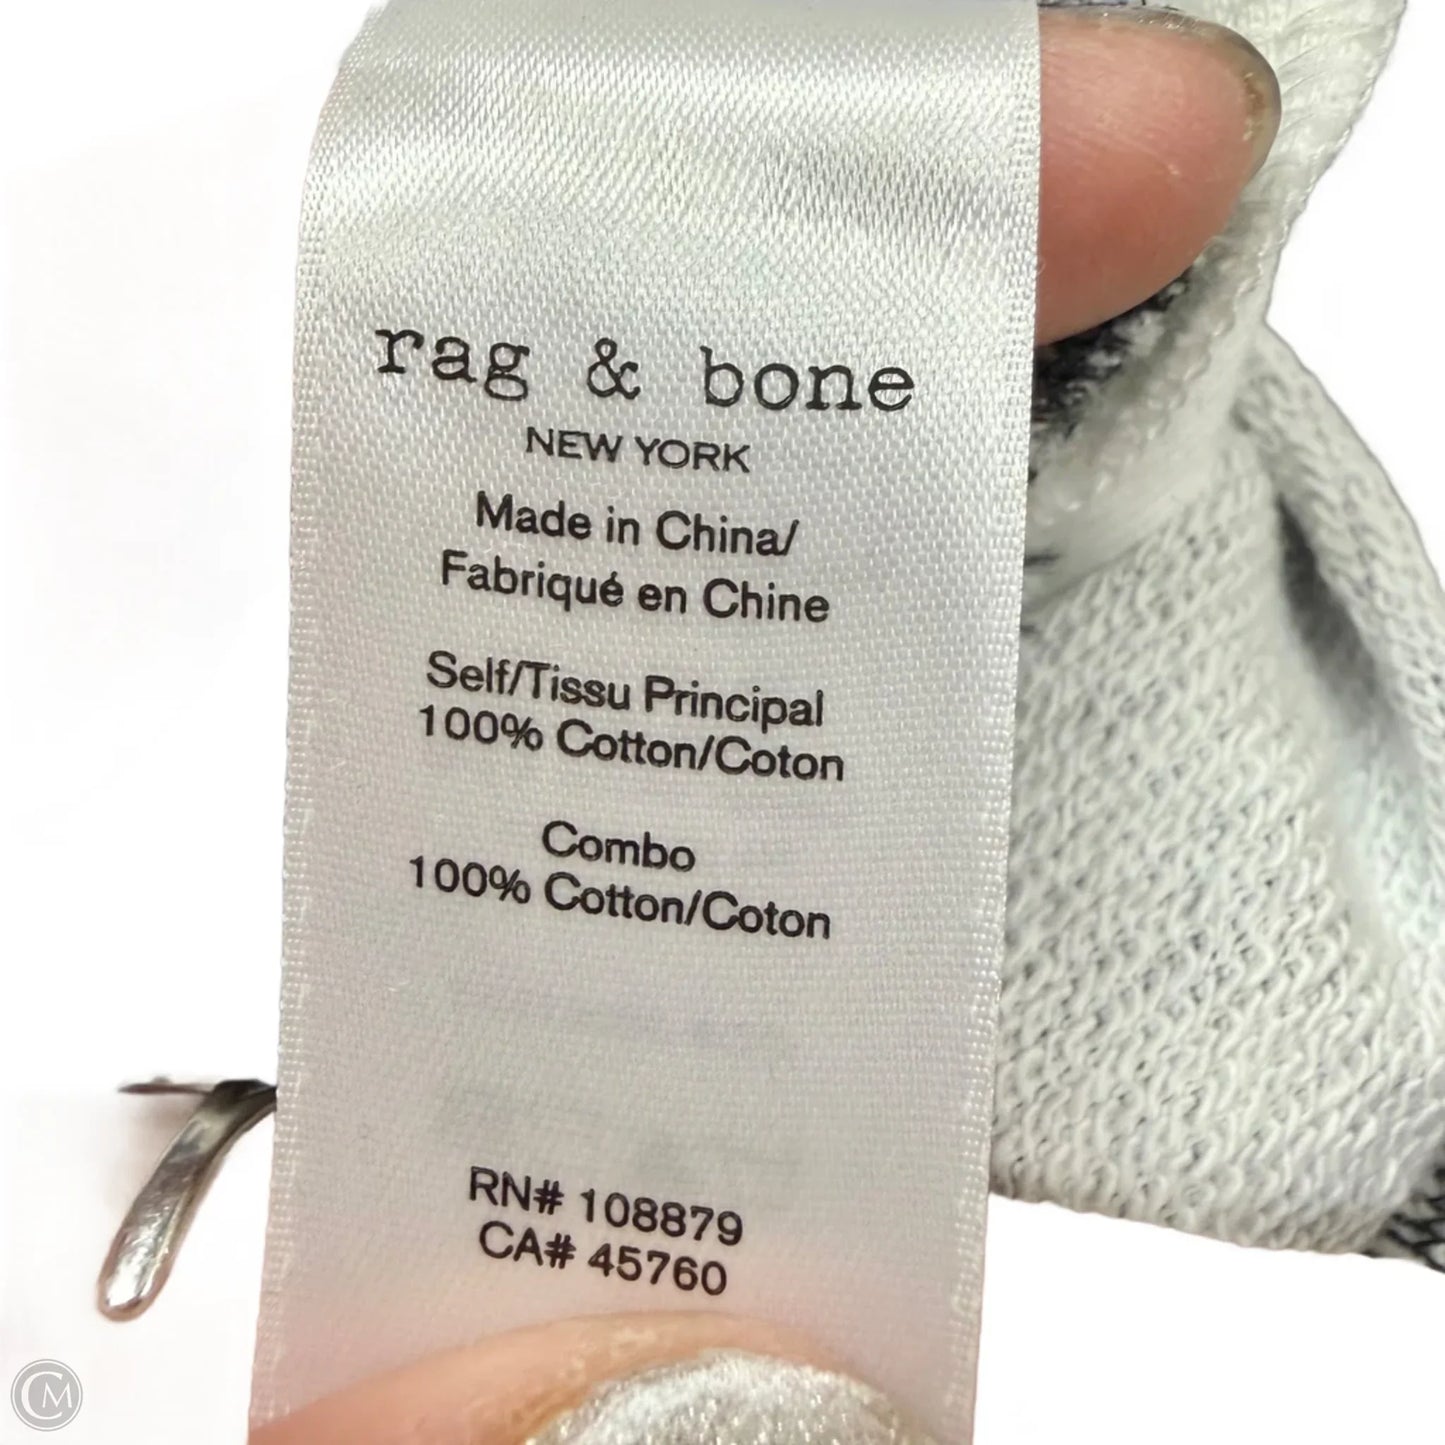 rag & bone
NEW YORK
Made in China/
Fabriqué en Chine
Self/Tissu Principal
100% Cotton/Coton
Combo
100% Cotton/Coton
RN# 108879
CA# 45760
CM